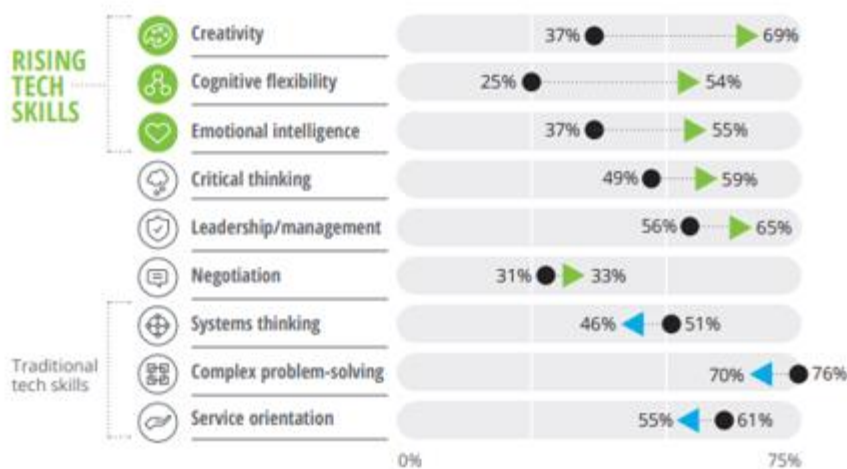 RISING
TECH
SKILLS
Creativity 37% 69%
Cognitive flexibility 25% 54%
Emotional intelligence 37% 55%
Critical thinking 49% 59%
Leadership/management 56% 65%
Negotiation 31% 33%
Traditional
tech skills
Systems thinking 46% 51%
Complex problem-solving 70% 76%
Service orientation 55% 61%
0% 75%